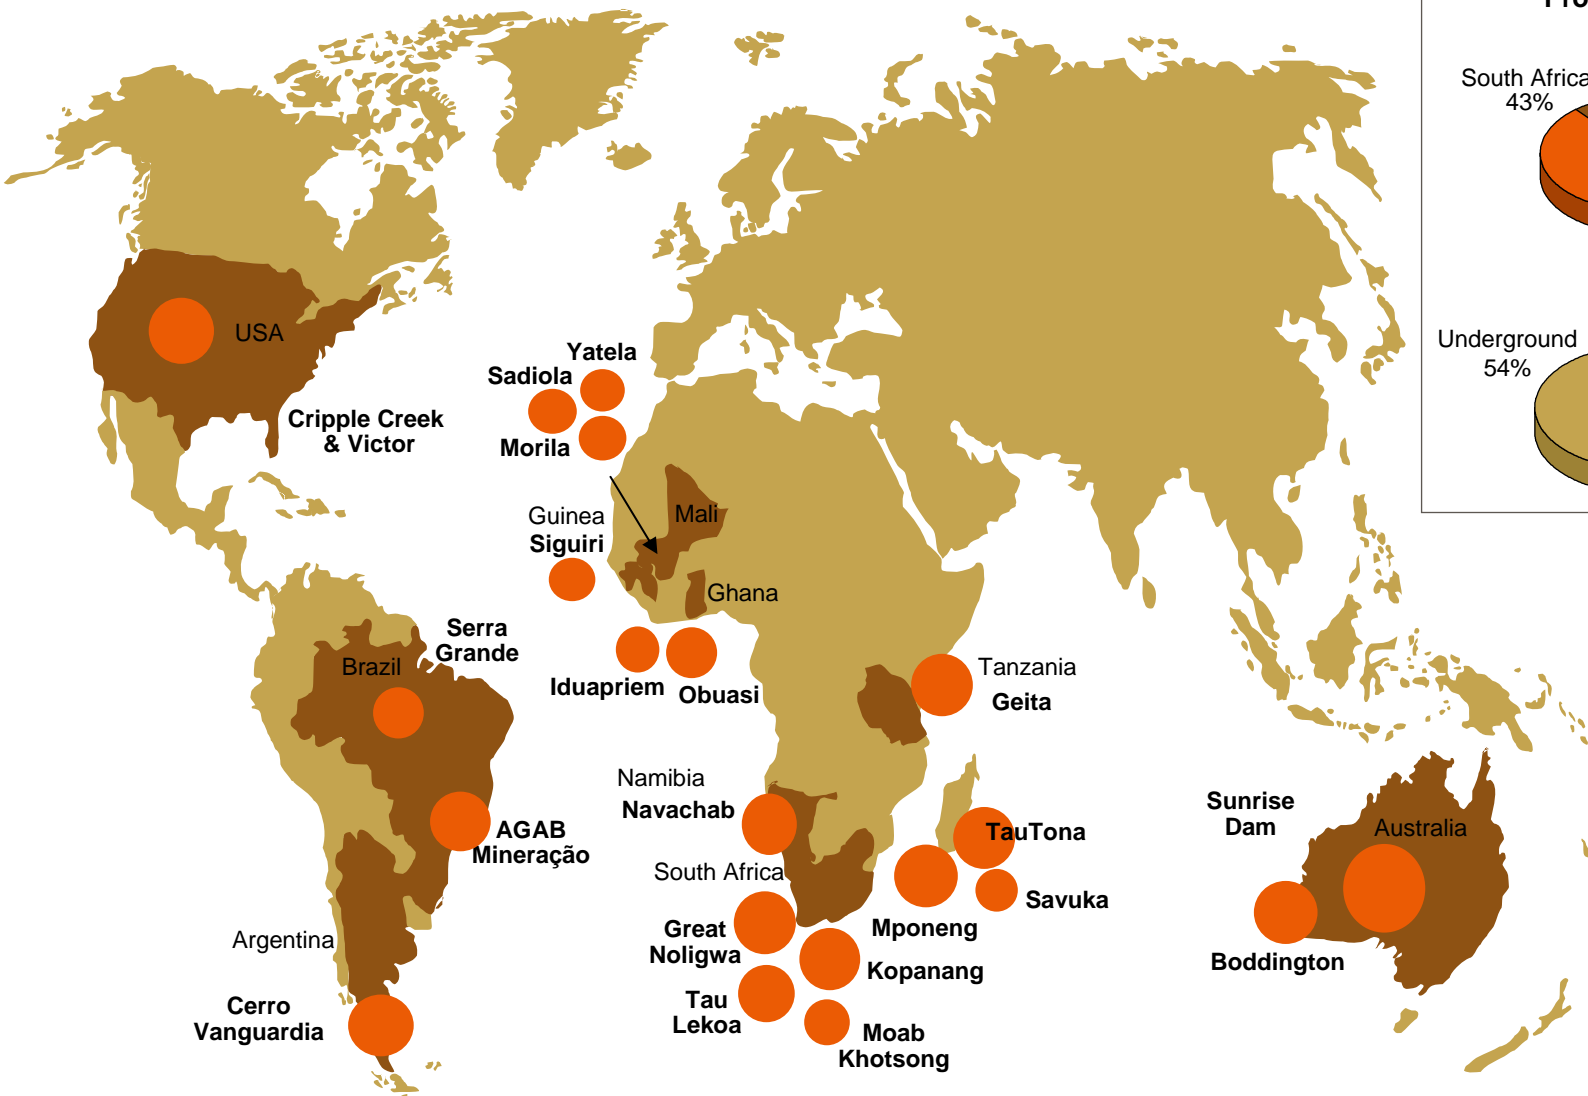 South Africa
43%
Underground
54%
USA
Cripple Creek
& Victor
Yatela
Sadiola
Morila
Guinea
Siguiri
Mali
Ghana
Iduapriem
Obuasi
Serra
Grande
Brazil
AGAB
Mineração
Argentina
Cerro
Vanguardia
Tanzania
Geita
Namibia
Navachab
South Africa
Great
Noligwa
Tau
Lekoa
Kopanang
Moab
Khotsong
Mponeng
TauTona
Savuka
Sunrise
Dam
Australia
Boddington